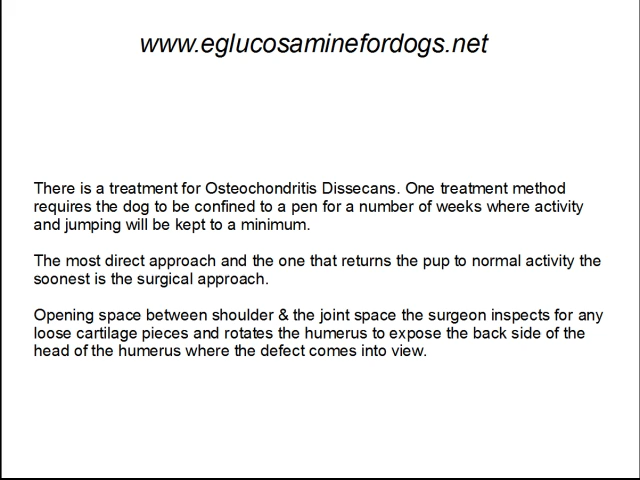 www.eglucosaminefordogs.net
There is a treatment for Osteochondritis Dissecans. One treatment method
requires the dog to be confined to a pen for a number of weeks where activity
and jumping will be kept to a minimum.
The most direct approach and the one that returns the pup to normal activity the
soonest is the surgical approach.
Opening space between shoulder & the joint space the surgeon inspects for any
loose cartilage pieces and rotates the humerus to expose the back side of the
head of the humerus where the defect comes into view.